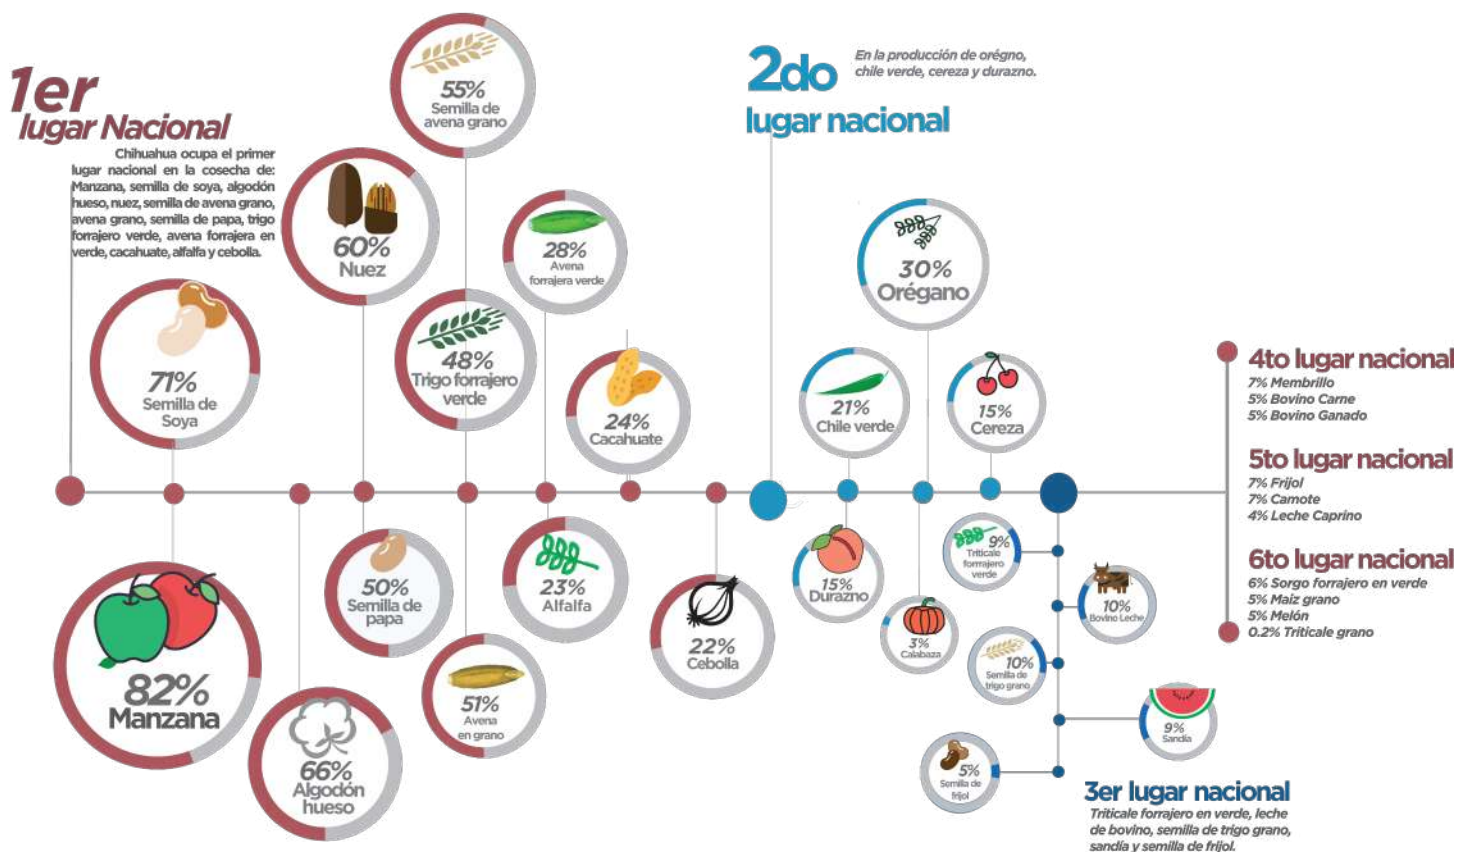 1er
lugar Nacional
Chihuahua ocupa el primer
lugar nacional en la cosecha de:
Manzana, semilla de soya, algodón
hueso, nuez, semilla de avena grano,
avena grano, semilla de papa, trigo
forrajero verde, avena forrajera en
verde, cacahuate, alfalfa y cebolla.
55%
Semilla de
avena grano
60%
Nuez
28%
Avena
forrajera verde
71%
Semilla de
Soya
48%
Trigo forrajero
verde
24%
Cacahuate
82%
Manzana
66%
Algodón
hueso
50%
Semilla de
papa
51%
Avena
en grano
23%
Alfalfa
22%
Cebolla
2do
lugar nacional
En la producción de orégno,
chile verde, cereza y durazno.
30%
Orégano
21%
Chile verde
15%
Cereza
15%
Durazno
3%
Calabaza
9%
Triticale
forrrajero
verde
10%
Bovino Leche
10%
Semilla de
trigo grano
9%
Sandía
5%
Semilla de
frijol
3er lugar nacional
Triticale forrajero en verde, leche
de bovino, semilla de trigo grano,
sandía y semilla de frijol.
4to lugar nacional
7% Membrillo
5% Bovino Carne
5% Bovino Ganado
5to lugar nacional
7% Frijol
7% Camote
4% Leche Caprino
6to lugar nacional
6% Sorgo forrajero en verde
5% Maiz grano
5% Melón
0.2% Triticale grano